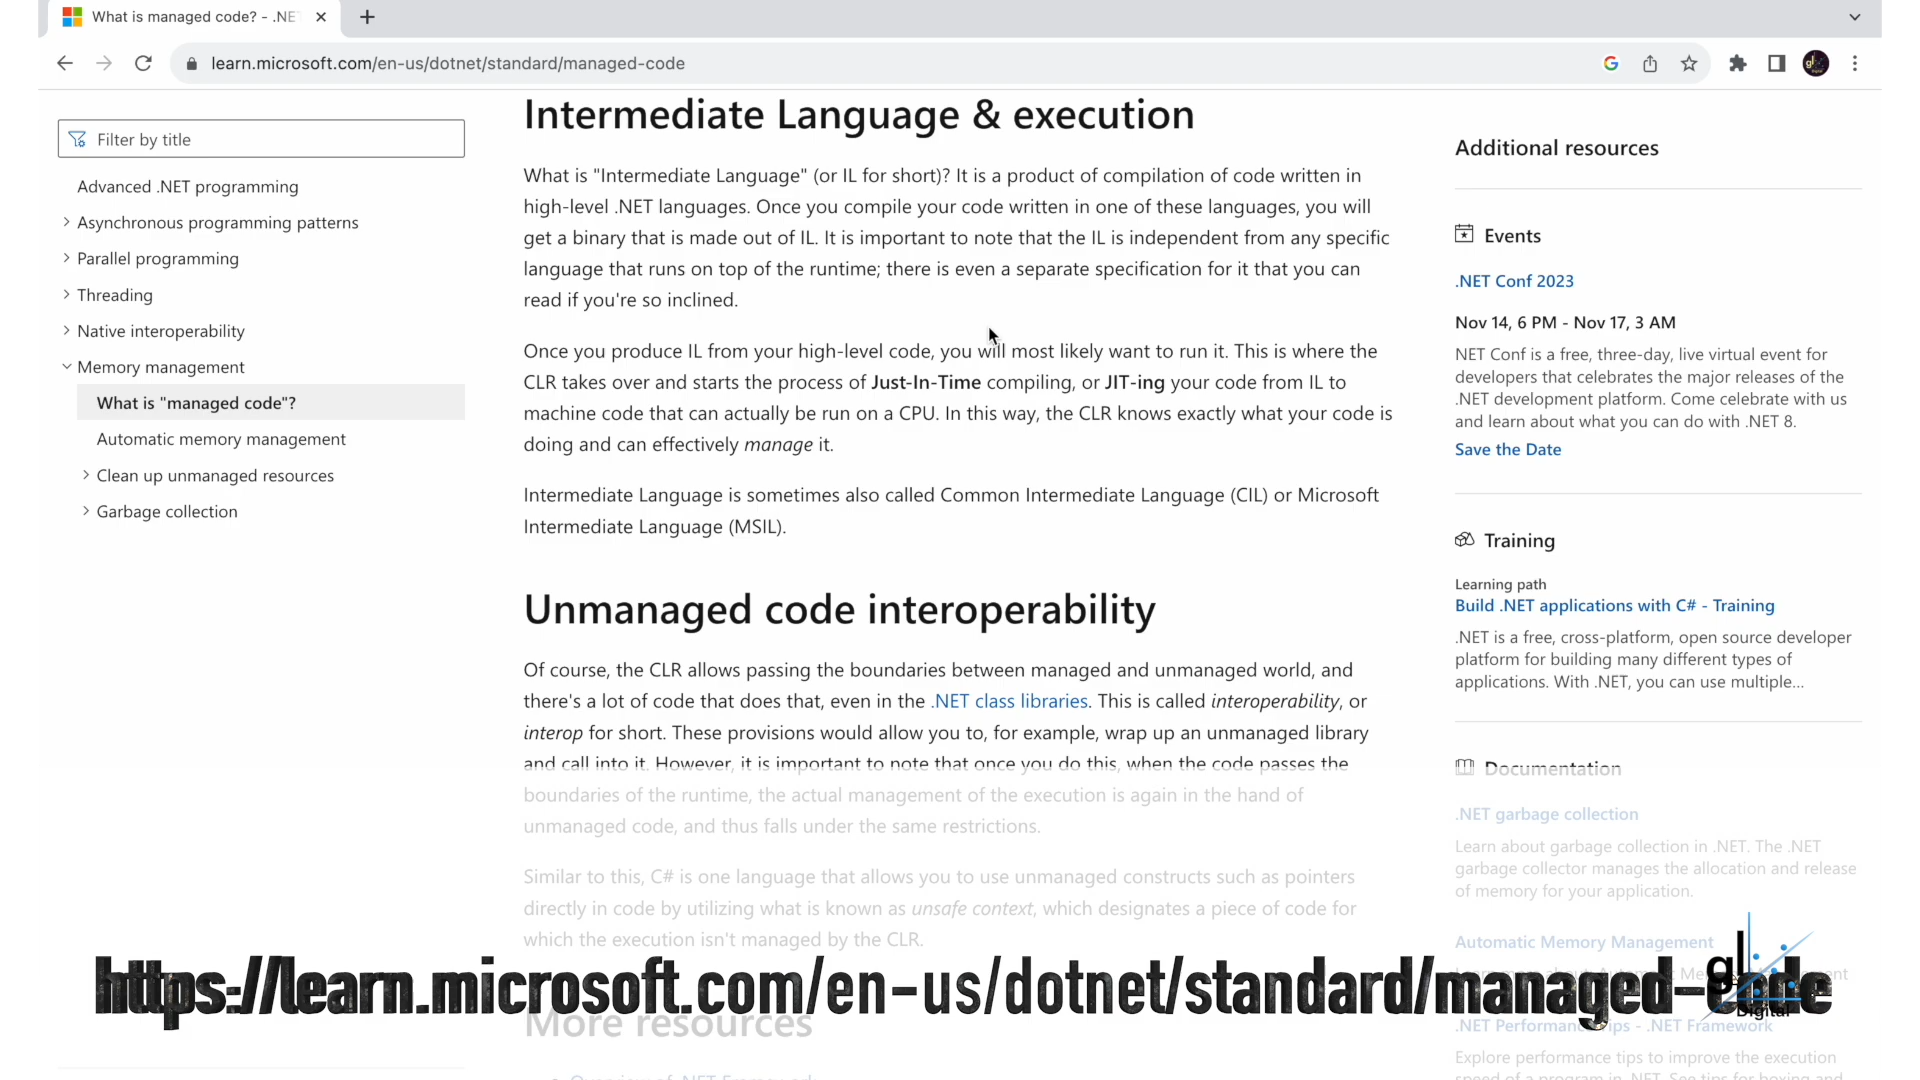 What is managed code? - .NE
learn.microsoft.com/en-us/dotnet/standard/managed-code
Filter by title
Advanced .NET programming
Asynchronous programming patterns
Parallel programming
Threading
Native interoperability
Memory management
What is "managed code"?
Automatic memory management
Clean up unmanaged resources
Garbage collection
Intermediate Language & execution
What is "Intermediate Language" (or IL for short)? It is a product of compilation of code written in
high-level .NET languages. Once you compile your code written in one of these languages, you will
get a binary that is made out of IL. It is important to note that the IL is independent from any specific
language that runs on top of the runtime; there is even a separate specification for it that you can
read if you're so inclined.
Once you produce IL from your high-level code, you will most likely want to run it. This is where the
CLR takes over and starts the process of Just-In-Time compiling, or JIT-ing your code from IL to
machine code that can actually be run on a CPU. In this way, the CLR knows exactly what your code is
doing and can effectively manage it.
Intermediate Language is sometimes also called Common Intermediate Language (CIL) or Microsoft
Intermediate Language (MSIL).
Unmanaged code interoperability
Of course, the CLR allows passing the boundaries between managed and unmanaged world, and
there's a lot of code that does that, even in the .NET class libraries. This is called interoperability, or
interop for short. These provisions would allow you to, for example, wrap up an unmanaged library
and call into it. However, it is important to note that once you do this, when the code passes the
boundaries of the runtime, the actual management of the execution is again in the hand of
unmanaged code, and thus falls under the same restrictions.
Similar to this, C# is one language that allows you to use unmanaged constructs such as pointers
directly in code by utilizing what is known as unsafe context, which designates a piece of code for
which the execution isn't managed by the CLR.
More resources
Overview of .NET Framework
Additional resources
Events
.NET Conf 2023
Nov 14, 6 PM - Nov 17, 3 AM
.NET Conf is a free, three-day, live virtual event for
developers that celebrates the major releases of the
.NET development platform. Come celebrate with us
and learn about what you can do with .NET 8.
Save the Date
Training
Learning path
Build .NET applications with C# - Training
.NET is a free, cross-platform, open source developer
platform for building many different types of
applications. With .NET, you can use multiple...
Documentation
.NET garbage collection
Learn about garbage collection in .NET. The .NET
garbage collector manages the allocation and release
of memory for your application.
Automatic Memory Management
.NET Performance Tips - .NET Framework
Explore performance tips to improve the execution
speed of a program in .NET. See tips for boxing and
https://learn.microsoft.com/en-us/dotnet/standard/managed-code
gl
Digital